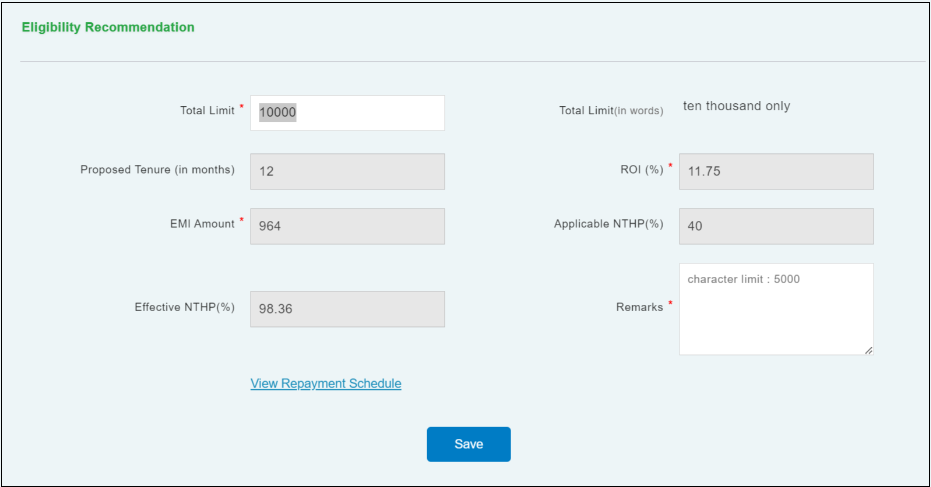 Eligibility Recommendation
Total Limit * 10000 Total Limit(in words) ten thousand only
Proposed Tenure (in months) 12 ROI (%) * 11.75
EMI Amount * 964 Applicable NTHP(%) 40
character limit : 5000
Effective NTHP(%) 98.36 Remarks *
View Repayment Schedule
Save